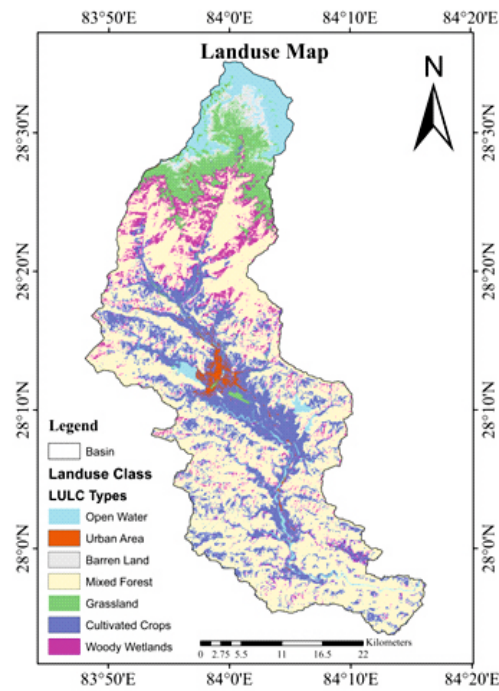 83°50'E 84°0'E 84°10'E 84°20'E
Landuse Map
N
28°30'N 28°30'N
28°20'N 28°20'N
28°10'N 28°10'N
28°0'N 28°0'N
Legend
Basin
Landuse Class
LULC Types
Open Water
Urban Area
Barren Land
Mixed Forest
Grassland
Cultivated Crops
Woody Wetlands
Kilometers
0 2.75 5.5 11 16.5 22
83°50'E 84°0'E 84°10'E 84°20'E